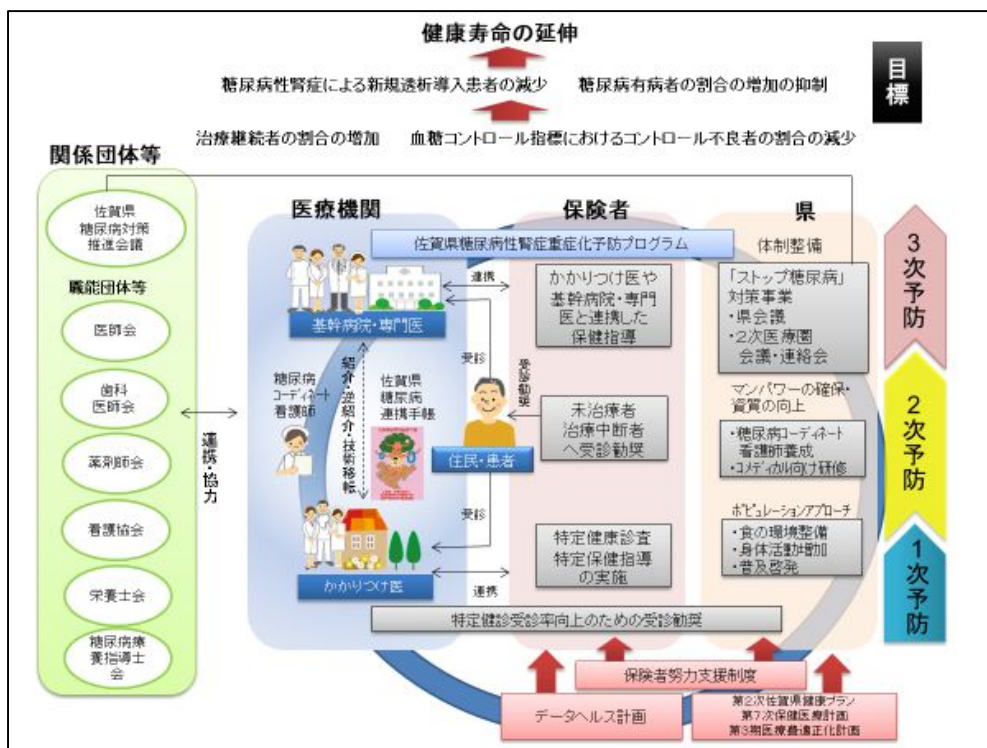 健康寿命の延伸
目標
糖尿病性腎症による新規透析導入患者の減少
糖尿病有病者の割合の増加の抑制
治療継続者の割合の増加
血糖コントロール指標におけるコントロール不良者の割合の減少
関係団体等
佐賀県
糖尿病対策
推進会議
職能団体等
医師会
歯科
医師会
薬剤師会
看護協会
栄養士会
糖尿病療
養指導士
会
連携・協力
医療機関
保険者
県
佐賀県糖尿病性腎症重症化予防プログラム
基幹病院・専門医
連携
かかりつけ医や
基幹病院・専門
医と連携した
保健指導
体制整備
「ストップ糖尿病」
対策事業
・県会議
・2次医療圏
会議・連絡会
糖尿病
コーディネート
看護師
紹介・逆紹介・技術移転
佐賀県
糖尿病
連携手帳
受診
受診勧奨
住民・患者
未治療者
治療中断者
へ受診勧奨
マンパワーの確保・
資質の向上
・糖尿病コーディネート
看護師養成
・コメディカル向け研修
受診
かかりつけ医
連携
特定健康診査
特定保健指導
の実施
ポピュレーションアプローチ
・食の環境整備
・身体活動増加
・普及啓発
3次予防
2次予防
1次予防
特定健診受診率向上のための受診勧奨
保険者努力支援制度
データヘルス計画
第2次佐賀県健康プラン
第7次保健医療計画
第3期医療費適正化計画